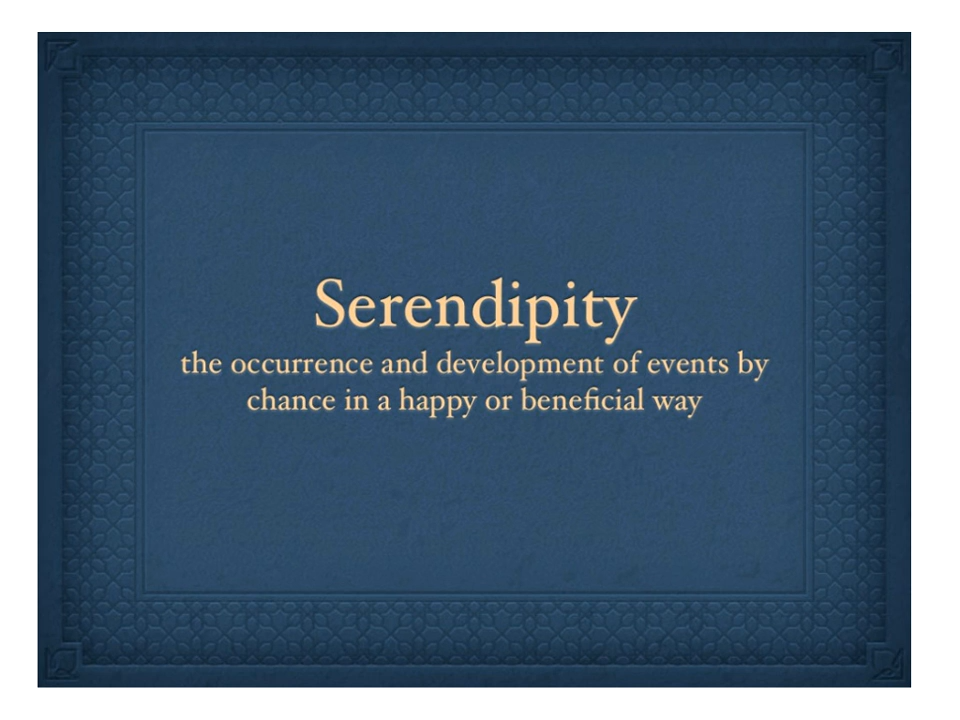 Serendipity
the occurrence and development of events by
chance in a happy or beneficial way